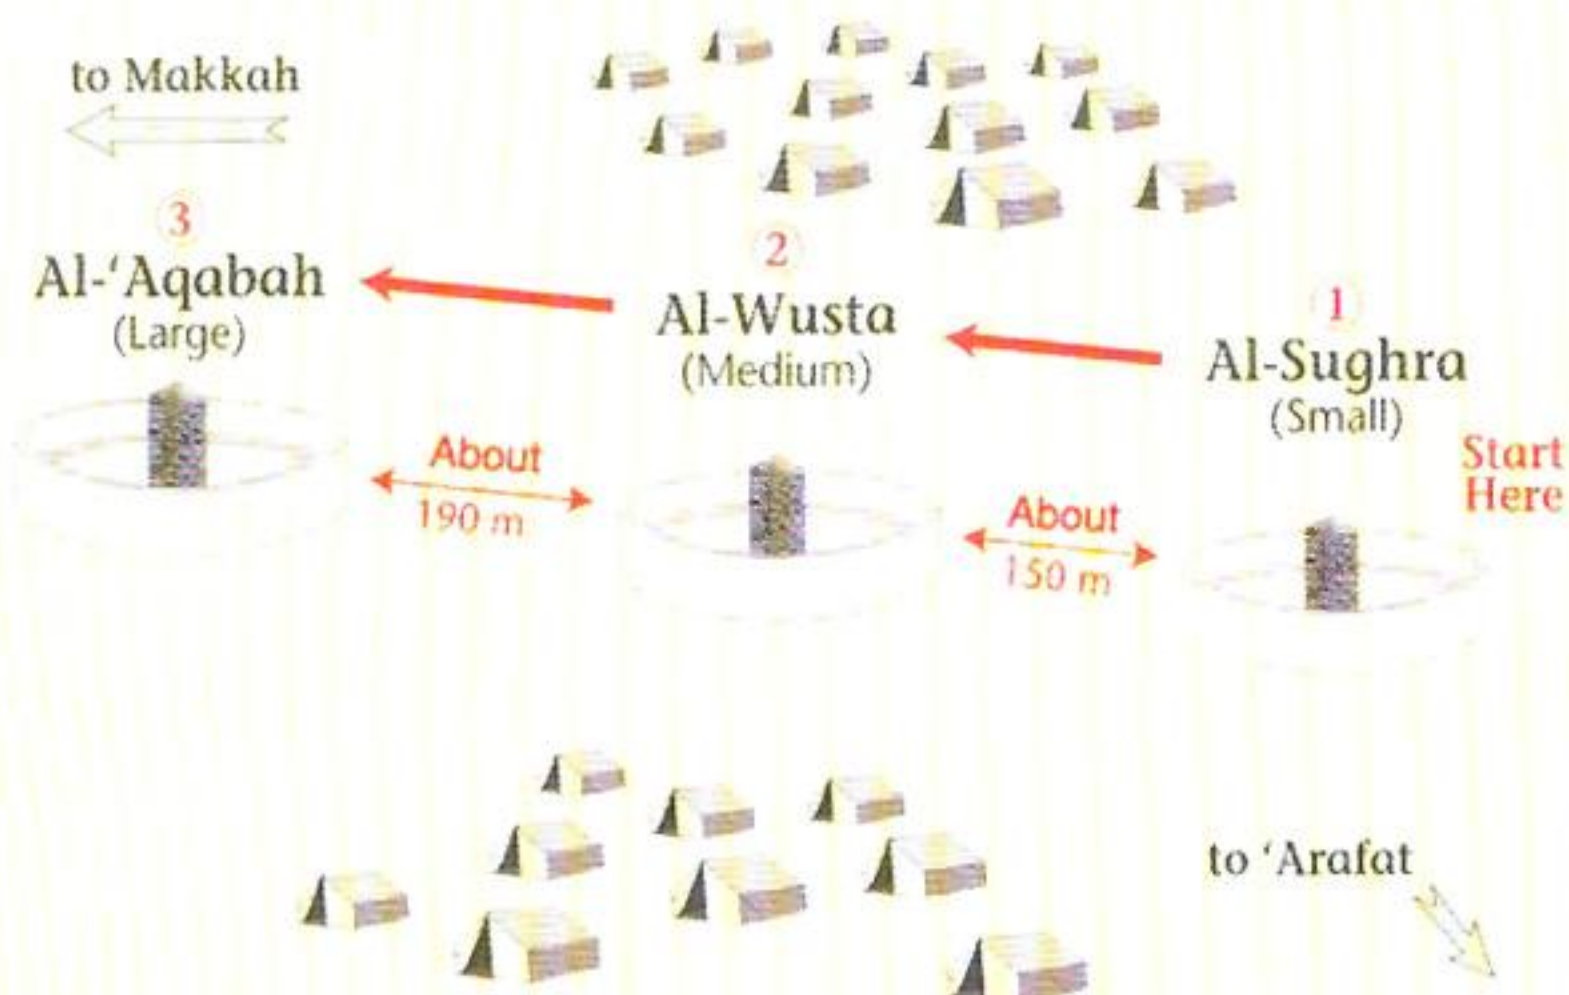 to Makkah
3
Al-‘Aqabah
(Large)
2
Al-Wusta
(Medium)
1
Al-Sughra
(Small)
Start
Here
About
190 m
About
150 m
to ‘Arafat